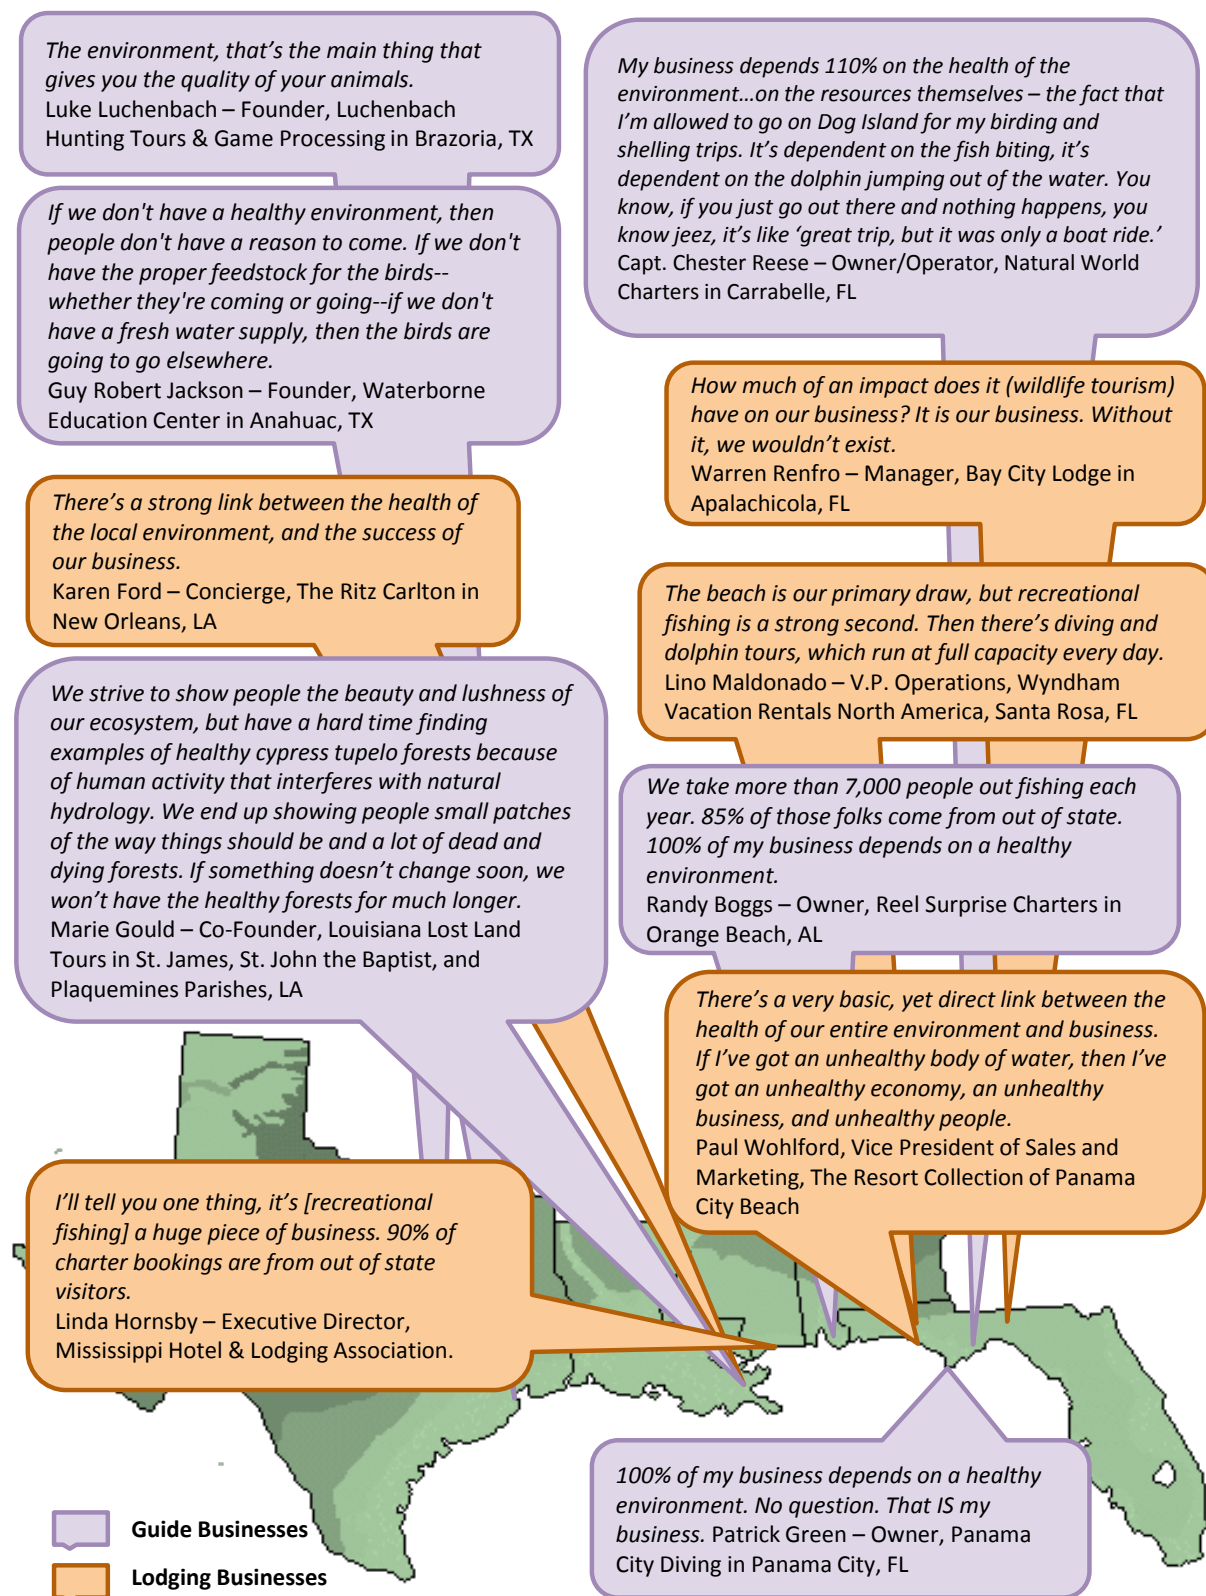 The environment, that’s the main thing that
gives you the quality of your animals.
Luke Luchenbach – Founder, Luchenbach
Hunting Tours & Game Processing in Brazoria, TX
If we don't have a healthy environment, then
people don't have a reason to come. If we don't
have the proper feedstock for the birds--
whether they're coming or going--if we don't
have a fresh water supply, then the birds are
going to go elsewhere.
Guy Robert Jackson – Founder, Waterborne
Education Center in Anahuac, TX
There’s a strong link between the health of
the local environment, and the success of
our business.
Karen Ford – Concierge, The Ritz Carlton in
New Orleans, LA
We strive to show people the beauty and lushness of
our ecosystem, but have a hard time finding
examples of healthy cypress tupelo forests because
of human activity that interferes with natural
hydrology. We end up showing people small patches
of the way things should be and a lot of dead and
dying forests. If something doesn’t change soon, we
won’t have the healthy forests for much longer.
Marie Gould – Co-Founder, Louisiana Lost Land
Tours in St. James, St. John the Baptist, and
Plaquemines Parishes, LA
I’ll tell you one thing, it’s [recreational
fishing] a huge piece of business. 90% of
charter bookings are from out of state
visitors.
Linda Hornsby – Executive Director,
Mississippi Hotel & Lodging Association.
My business depends 110% on the health of the
environment…on the resources themselves – the fact that
I’m allowed to go on Dog Island for my birding and
shelling trips. It’s dependent on the fish biting, it’s
dependent on the dolphin jumping out of the water. You
know, if you just go out there and nothing happens, you
know jeez, it’s like ‘great trip, but it was only a boat ride.’
Capt. Chester Reese – Owner/Operator, Natural World
Charters in Carrabelle, FL
How much of an impact does it (wildlife tourism)
have on our business? It is our business. Without
it, we wouldn’t exist.
Warren Renfro – Manager, Bay City Lodge in
Apalachicola, FL
The beach is our primary draw, but recreational
fishing is a strong second. Then there’s diving and
dolphin tours, which run at full capacity every day.
Lino Maldonado – V.P. Operations, Wyndham
Vacation Rentals North America, Santa Rosa, FL
We take more than 7,000 people out fishing each
year. 85% of those folks come from out of state.
100% of my business depends on a healthy
environment.
Randy Boggs – Owner, Reel Surprise Charters in
Orange Beach, AL
There’s a very basic, yet direct link between the
health of our entire environment and business.
If I’ve got an unhealthy body of water, then I’ve
got an unhealthy economy, an unhealthy
business, and unhealthy people.
Paul Wohlford, Vice President of Sales and
Marketing, The Resort Collection of Panama
City Beach
100% of my business depends on a healthy
environment. No question. That IS my
business. Patrick Green – Owner, Panama
City Diving in Panama City, FL
Guide Businesses
Lodging Businesses